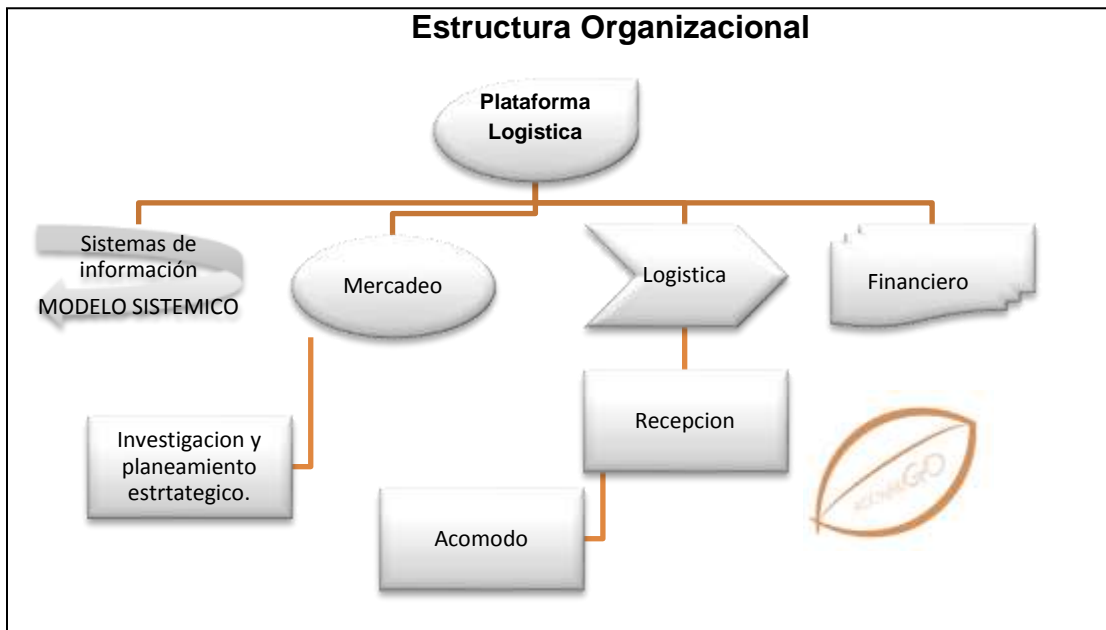 Estructura Organizacional
Plataforma
Logistica
Sistemas de
información
MODELO SISTEMICO
Mercadeo
Logistica
Financiero
Investigacion y
planeamiento
estrtategico.
Recepcion
Acomodo